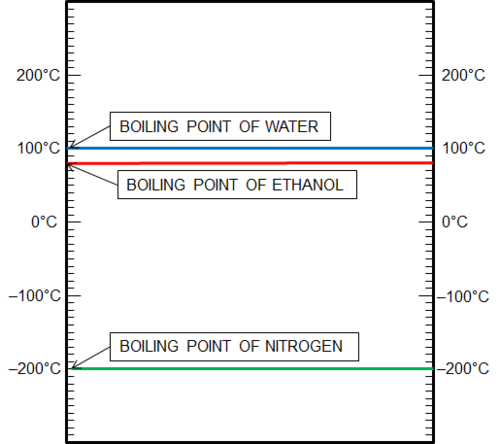 200°C 200°C
BOILING POINT OF WATER
100°C 100°C
BOILING POINT OF ETHANOL
0°C 0°C
–100°C –100°C
BOILING POINT OF NITROGEN
–200°C –200°C